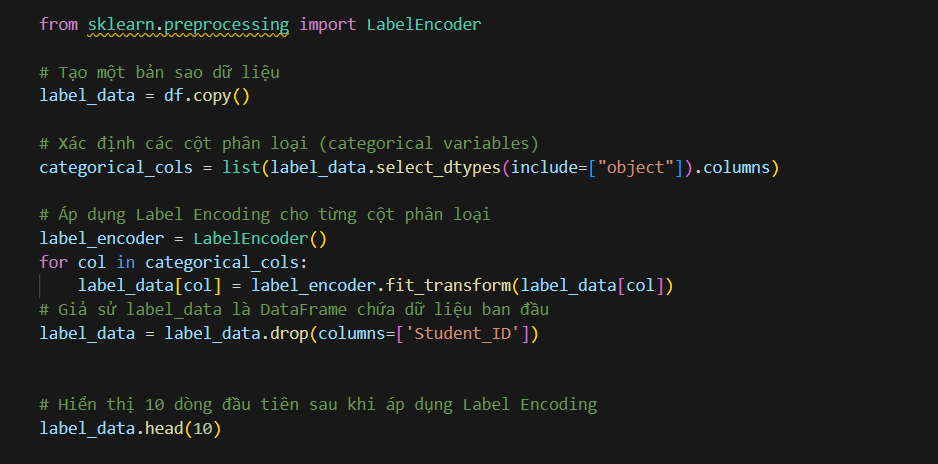 from sklearn.preprocessing import LabelEncoder
# Tạo một bản sao dữ liệu
label_data = df.copy()
# Xác định các cột phân loại (categorical variables)
categorical_cols = list(label_data.select_dtypes(include=["object"]).columns)
# Áp dụng Label Encoding cho từng cột phân loại
label_encoder = LabelEncoder()
for col in categorical_cols:
    label_data[col] = label_encoder.fit_transform(label_data[col])
# Giả sử label_data là DataFrame chứa dữ liệu ban đầu
label_data = label_data.drop(columns=['Student_ID'])
# Hiển thị 10 dòng đầu tiên sau khi áp dụng Label Encoding
label_data.head(10)